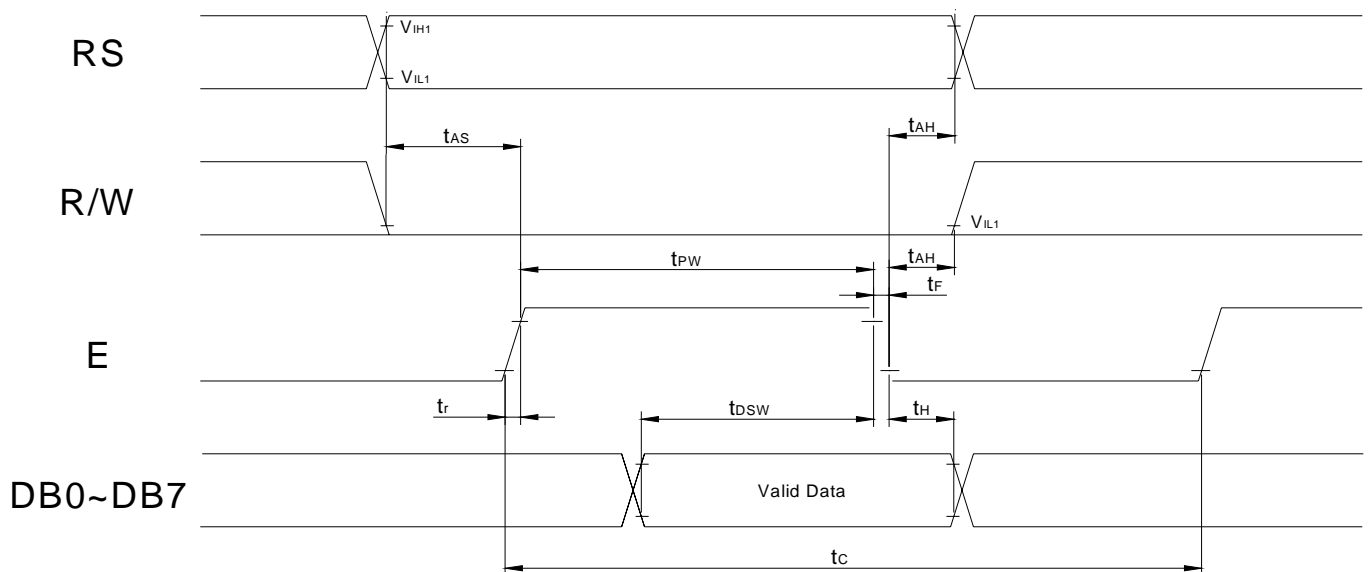 RS
VIH1
VIL1
tAS
tAH
R/W
VIL1
tPW
tAH
tF
E
tr
tDSW
tH
DB0~DB7
Valid Data
tC